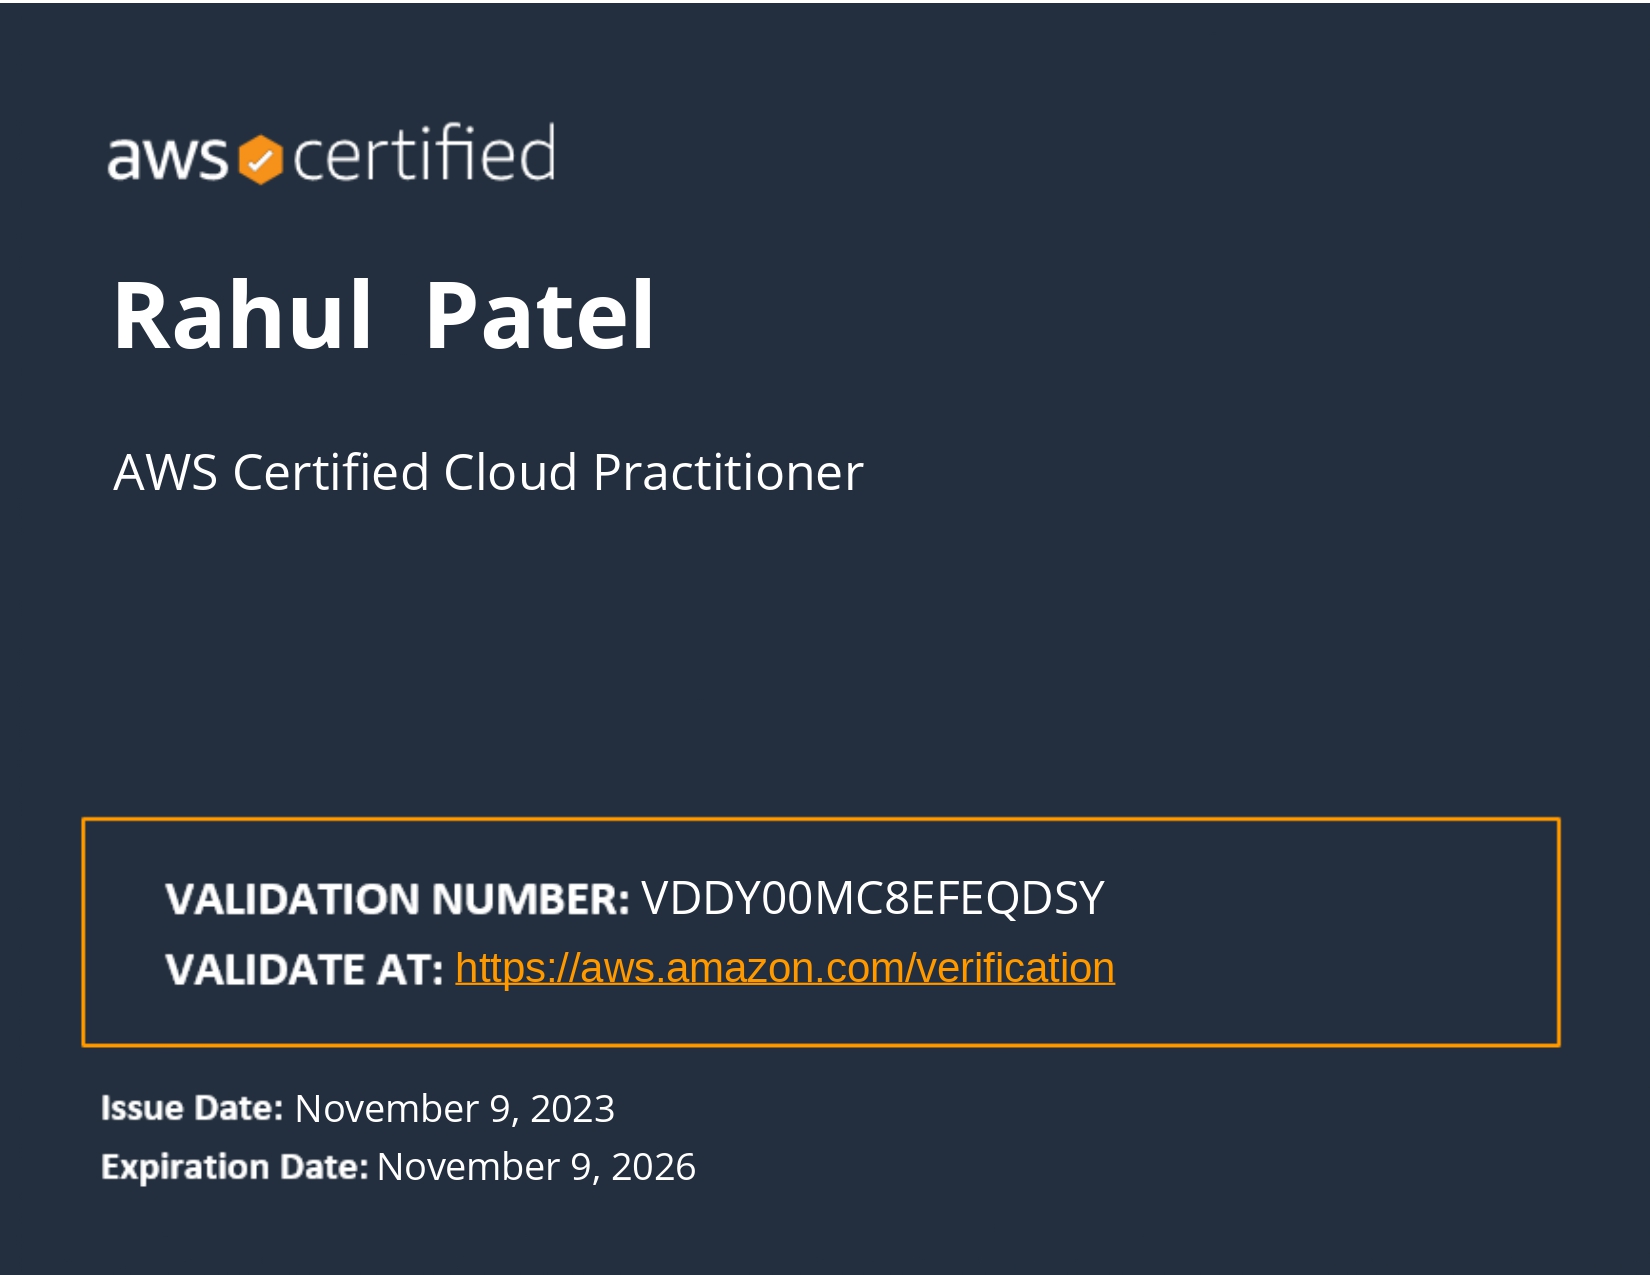 aws certified
Rahul Patel
AWS Certified Cloud Practitioner
VALIDATION NUMBER: VDDY00MC8EFEQDSY
VALIDATE AT: https://aws.amazon.com/verification
Issue Date: November 9, 2023
Expiration Date: November 9, 2026